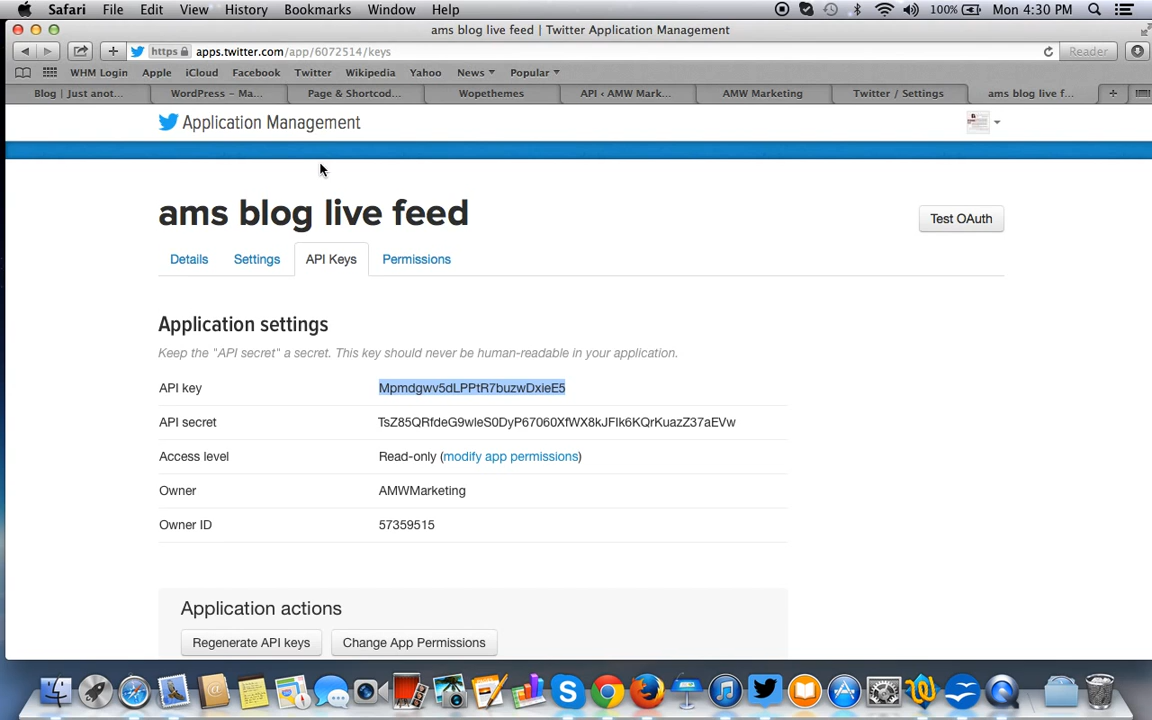 Safari File Edit View History Bookmarks Window Help 100% Mon 4:30 PM
ams blog live feed | Twitter Application Management
https apps.twitter.com/app/6072514/keys Reader
WHM Login Apple iCloud Facebook Twitter Wikipedia Yahoo News Popular
Blog | Just anot... WordPress – Ma... Page & Shortcod... Wopethemes API ‹ AMW Mark... AMW Marketing Twitter / Settings ams blog live f...
Application Management
ams blog live feed
Test OAuth
Details Settings API Keys Permissions
Application settings
Keep the "API secret" a secret. This key should never be human-readable in your application.
API key Mpmdgwv5dLPPtR7buzwDxieE5
API secret TsZ85QRfdeG9wleS0DyP67060XfWX8kJFIk6KQrKuazZ37aEVw
Access level Read-only (modify app permissions)
Owner AMWMarketing
Owner ID 57359515
Application actions
Regenerate API keys Change App Permissions